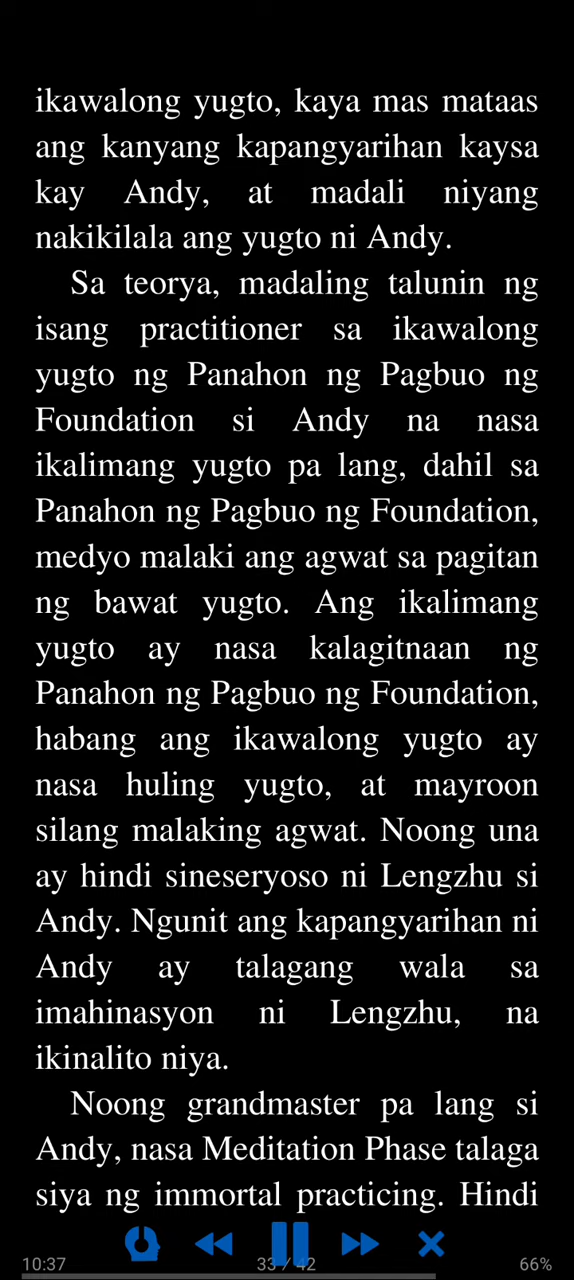 ikawalong yugto, kaya mas mataas
ang kanyang kapangyarihan kaysa
kay Andy, at madali niyang
nakikilala ang yugto ni Andy.
Sa teorya, madaling talunin ng
isang practitioner sa ikawalong
yugto ng Panahon ng Pagbuo ng
Foundation si Andy na nasa
ikalimang yugto pa lang, dahil sa
Panahon ng Pagbuo ng Foundation,
medyo malaki ang agwat sa pagitan
ng bawat yugto. Ang ikalimang
yugto ay nasa kalagitnaan ng
Panahon ng Pagbuo ng Foundation,
habang ang ikawalong yugto ay
nasa huling yugto, at mayroon
silang malaking agwat. Noong una
ay hindi sineseryoso ni Lengzhu si
Andy. Ngunit ang kapangyarihan ni
Andy ay talagang wala sa
imahinasyon ni Lengzhu, na
ikinalito niya.
Noong grandmaster pa lang si
Andy, nasa Meditation Phase talaga
siya ng immortal practicing. Hindi
10:37 33 / 42 66%